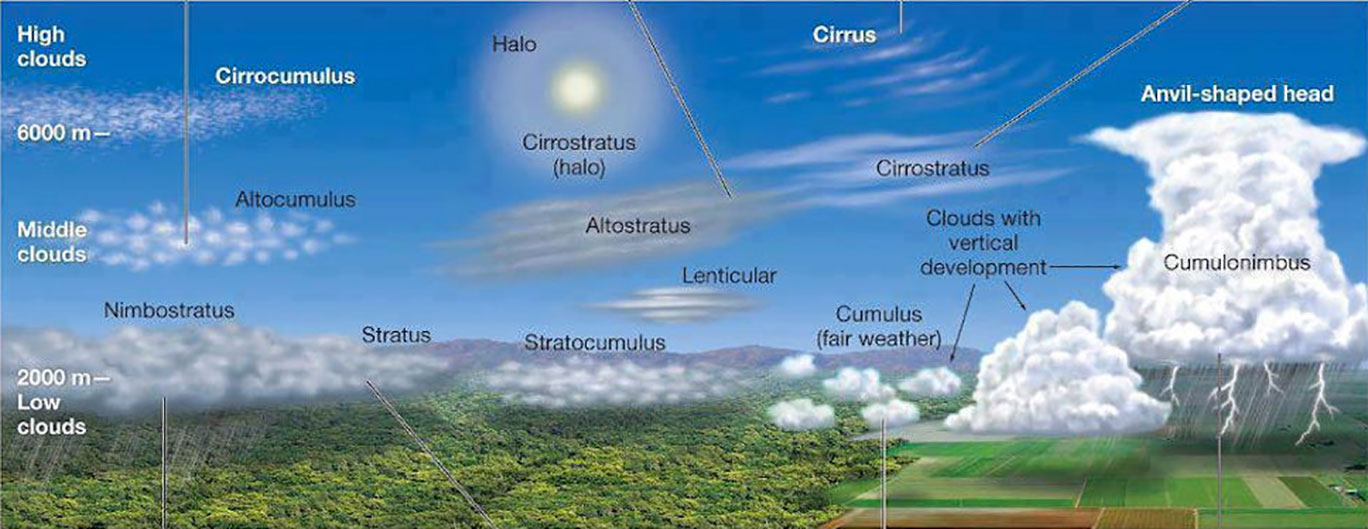 High
clouds
Halo
Cirrus
Cirrocumulus
Anvil-shaped head
6000 m
Cirrostratus
(halo)
Cirrostratus
Altocumulus
Middle
clouds
Altostratus
Clouds with
vertical
development
Cumulonimbus
Lenticular
Nimbostratus
Stratus
Stratocumulus
Cumulus
(fair weather)
2000 m
Low
clouds